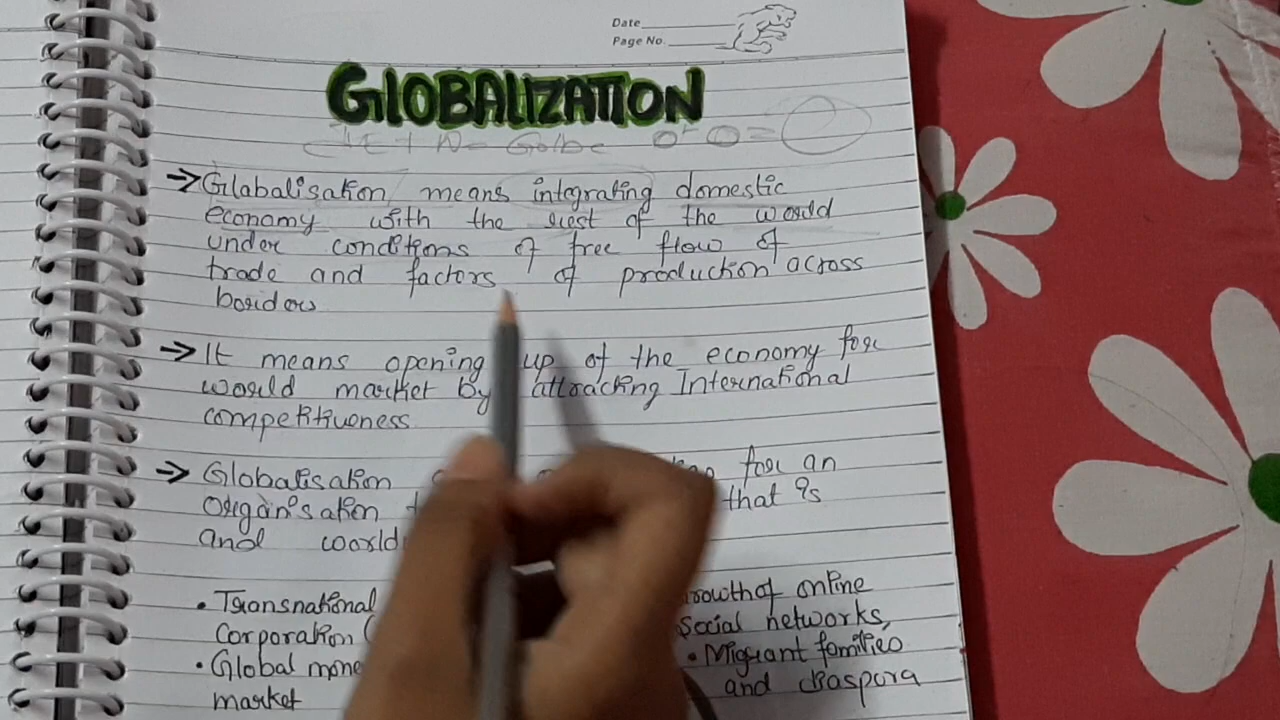 Date
Page No.
GLOBALIZATION
→ Glabalisation means integrating domestic
economy with the rest of the world
under conditions of free flow of
trade and factors of production across
borders
→ It means opening up of the economy for
world market by attracting International
competitiveness
→ Globalisation for an
Organisation that is
and world
• Transnational
Corporation (
• Global mone
market
growth of online
Social networks,
• Migrant families
and diaspora